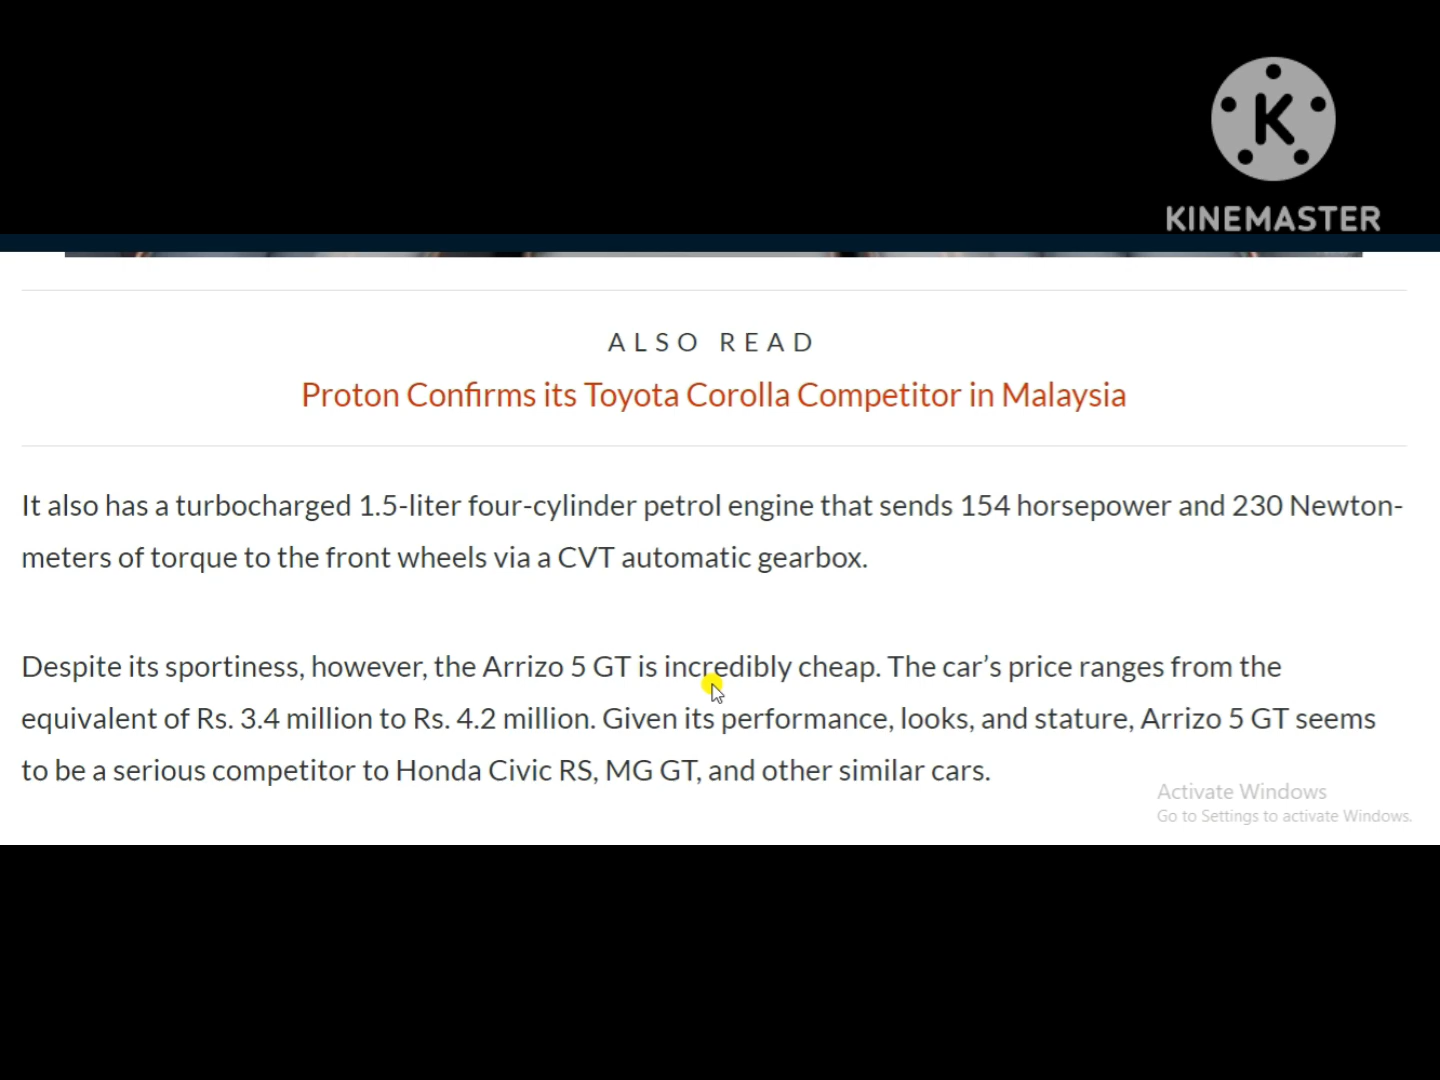 K
KINEMASTER
ALSO READ
Proton Confirms its Toyota Corolla Competitor in Malaysia
It also has a turbocharged 1.5-liter four-cylinder petrol engine that sends 154 horsepower and 230 Newton-
meters of torque to the front wheels via a CVT automatic gearbox.
Despite its sportiness, however, the Arrizo 5 GT is incredibly cheap. The car’s price ranges from the
equivalent of Rs. 3.4 million to Rs. 4.2 million. Given its performance, looks, and stature, Arrizo 5 GT seems
to be a serious competitor to Honda Civic RS, MG GT, and other similar cars.
Activate Windows
Go to Settings to activate Windows.